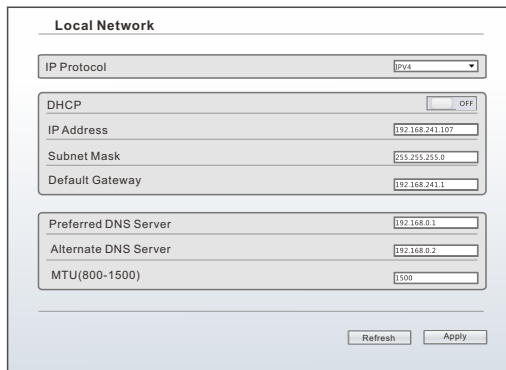 Local Network
IP Protocol IPV4
DHCP OFF
IP Address 192.168.241.107
Subnet Mask 255.255.255.0
Default Gateway 192.168.241.1
Preferred DNS Server 192.168.0.1
Alternate DNS Server 192.168.0.2
MTU(800-1500) 1500
Refresh Apply